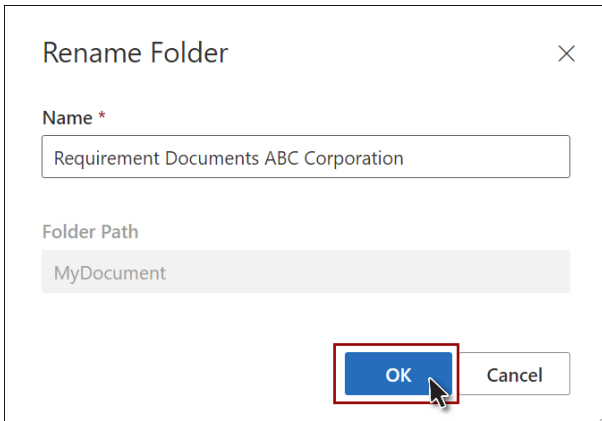 Rename Folder
Name *
Requirement Documents ABC Corporation
Folder Path
MyDocument
OK
Cancel